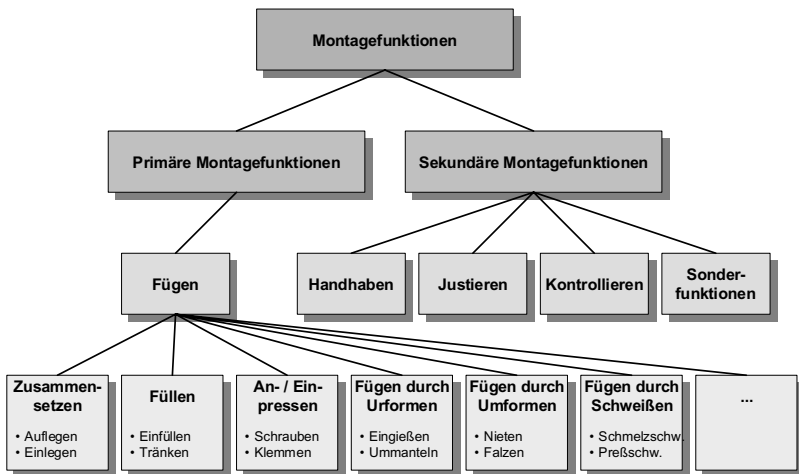 Montagefunktionen
Primäre Montagefunktionen
Sekundäre Montagefunktionen
Fügen
Handhaben
Justieren
Kontrollieren
Sonder-
funktionen
Zusammen-
setzen
• Auflegen
• Einlegen
Füllen
• Einfüllen
• Tränken
An- / Ein-
pressen
• Schrauben
• Klemmen
Fügen durch
Urformen
• Eingießen
• Ummanteln
Fügen durch
Umformen
• Nieten
• Falzen
Fügen durch
Schweißen
• Schmelzschw.
• Preßschw.
...